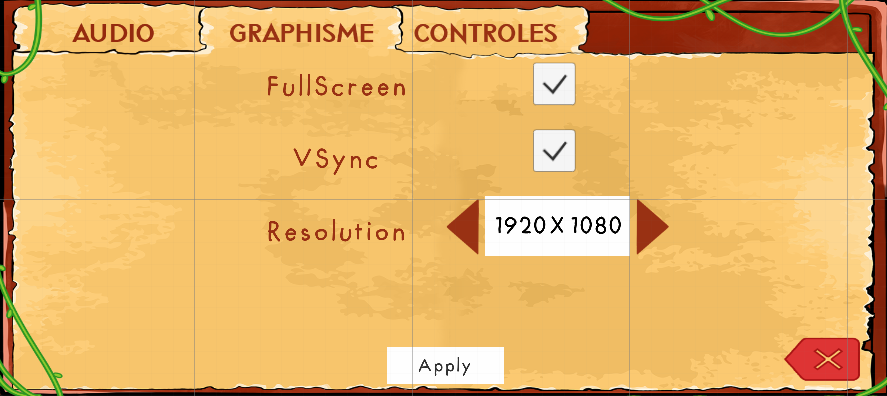 AUDIO GRAPHISME CONTROLES
FullScreen
VSync
Resolution 1920 X 1080
Apply